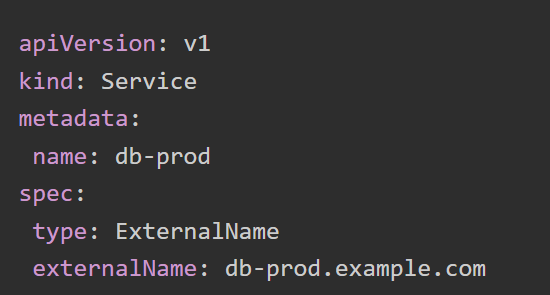 apiVersion: v1
kind: Service
metadata:
 name: db-prod
spec:
 type: ExternalName
 externalName: db-prod.example.com